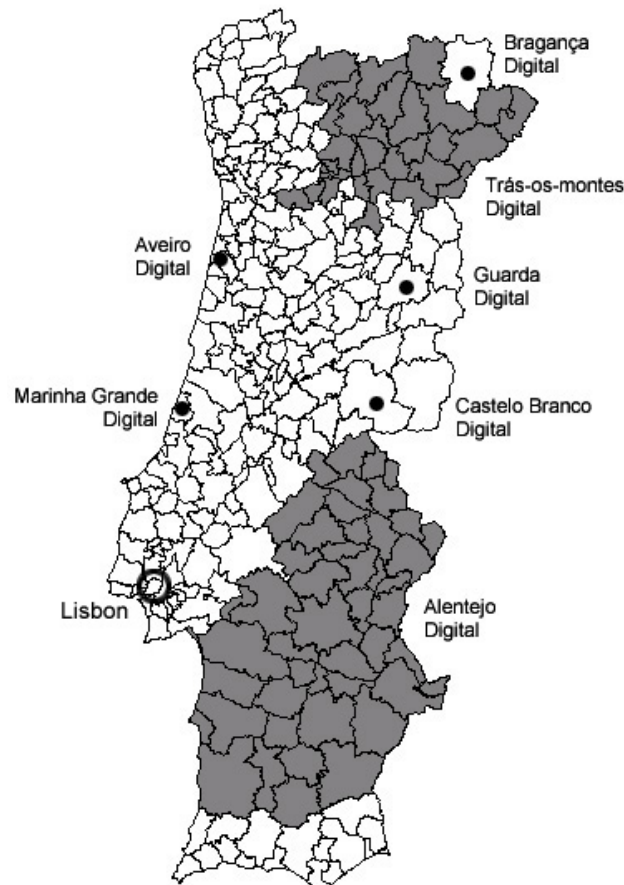 Bragança
Digital
Trás-os-montes
Digital
Aveiro
Digital
Guarda
Digital
Marinha Grande
Digital
Castelo Branco
Digital
Lisbon
Alentejo
Digital